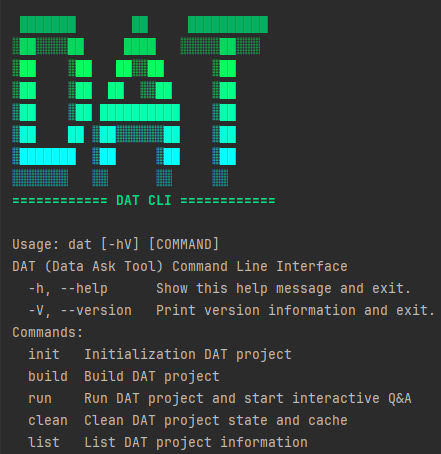 DAT
============ DAT CLI ============
Usage: dat [-hV] [COMMAND]
DAT (Data Ask Tool) Command Line Interface
  -h, --help      Show this help message and exit.
  -V, --version   Print version information and exit.
Commands:
  init   Initialization DAT project
  build  Build DAT project
  run    Run DAT project and start interactive Q&A
  clean  Clean DAT project state and cache
  list   List DAT project information